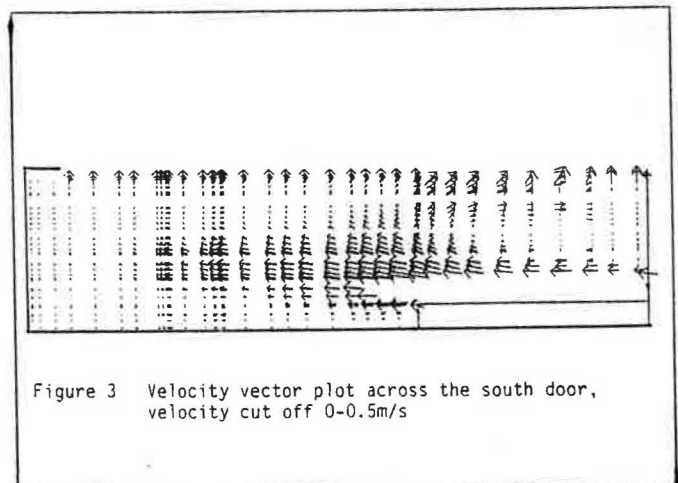 Figure 3 Velocity vector plot across the south door,
velocity cut off 0-0.5m/s